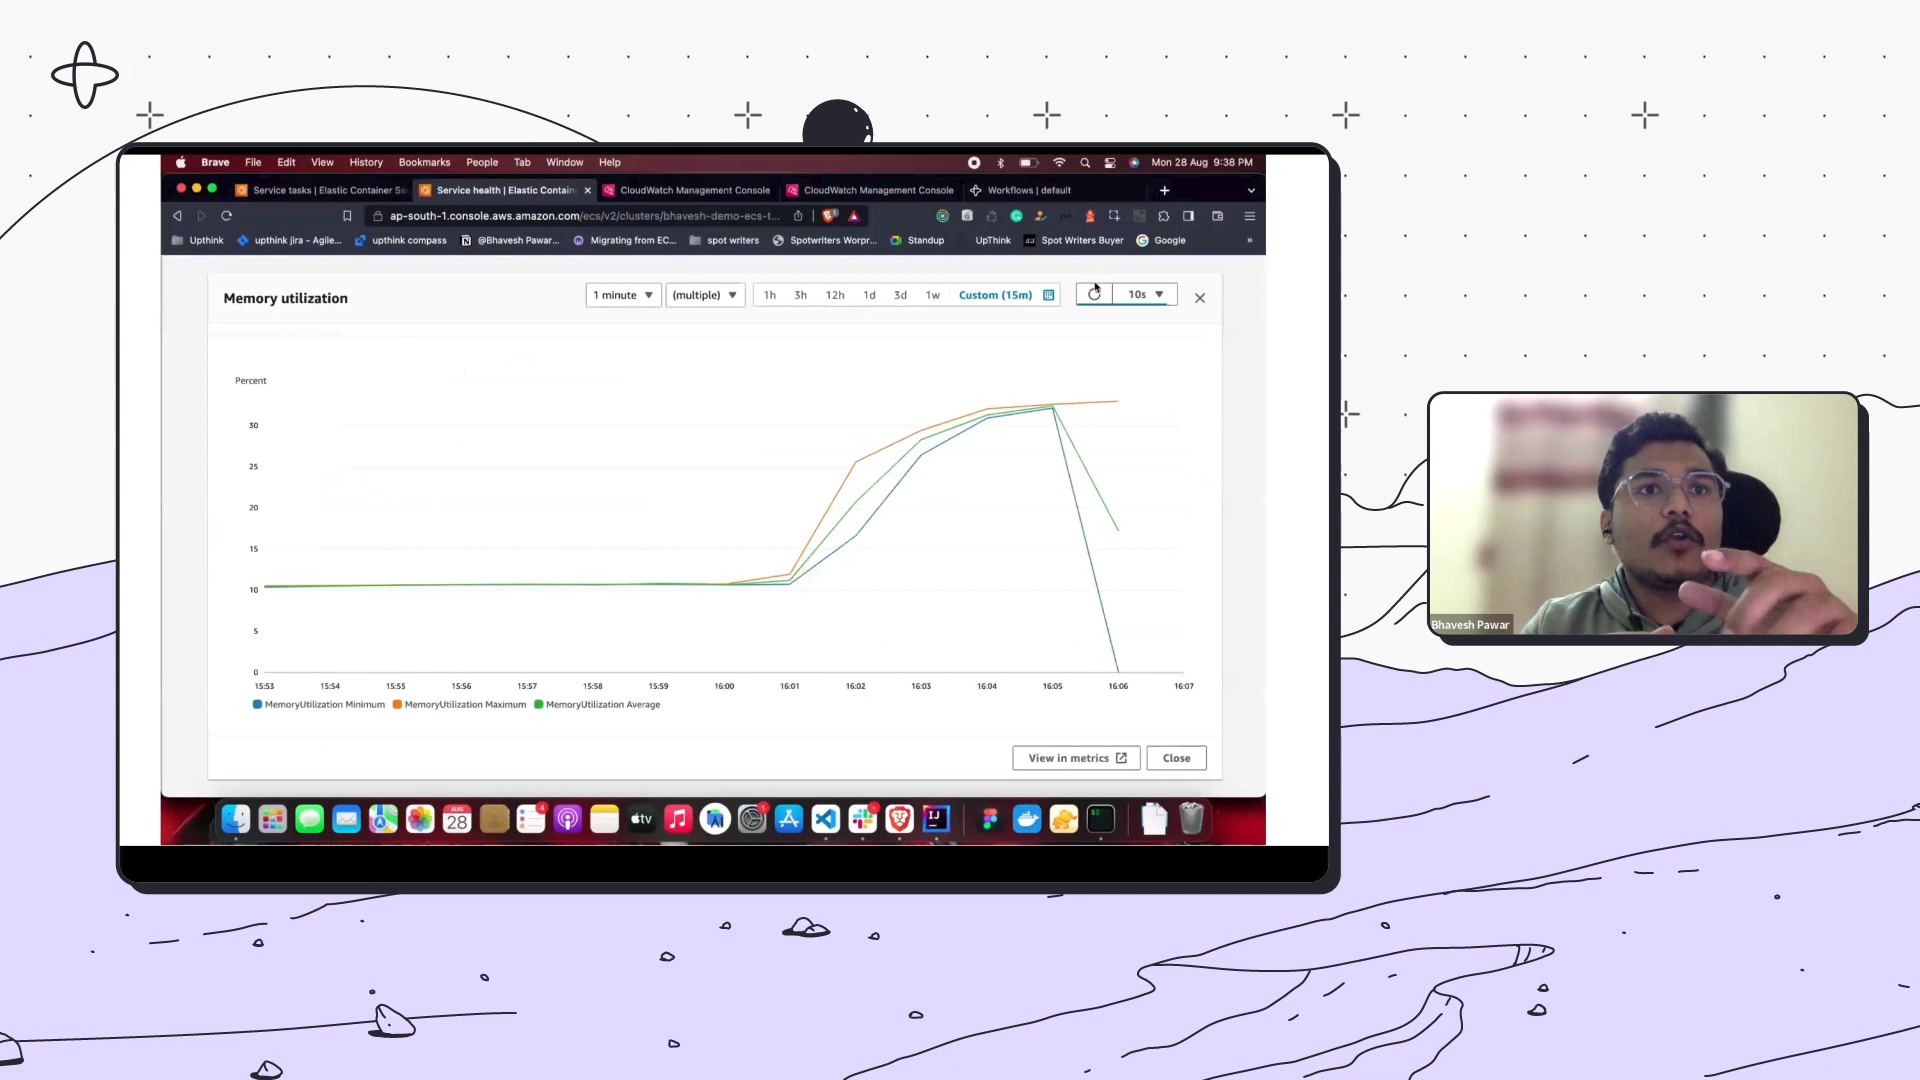 Brave File Edit View History Bookmarks People Tab Window Help Mon 28 Aug 9:38 PM
Service tasks | Elastic Container Se Service health | Elastic Contain CloudWatch Management Console CloudWatch Management Console Workflows | default
ap-south-1.console.aws.amazon.com/ecs/v2/clusters/bhavesh-demo-ecs-t...
Upthink upthink jira - Agile... upthink compass @Bhavesh Pawar... Migrating from EC... spot writers Spotwriters Worpr... Standup UpThink Spot Writers Buyer Google »
Memory utilization 1 minute (multiple) 1h 3h 12h 1d 3d 1w Custom (15m) 10s
Percent
30
25
20
15
10
5
0
15:53 15:54 15:55 15:56 15:57 15:58 15:59 16:00 16:01 16:02 16:03 16:04 16:05 16:06 16:07
MemoryUtilization Minimum MemoryUtilization Maximum MemoryUtilization Average
View in metrics Close
AUG
28
4
tv
1
IJ
Bhavesh Pawar